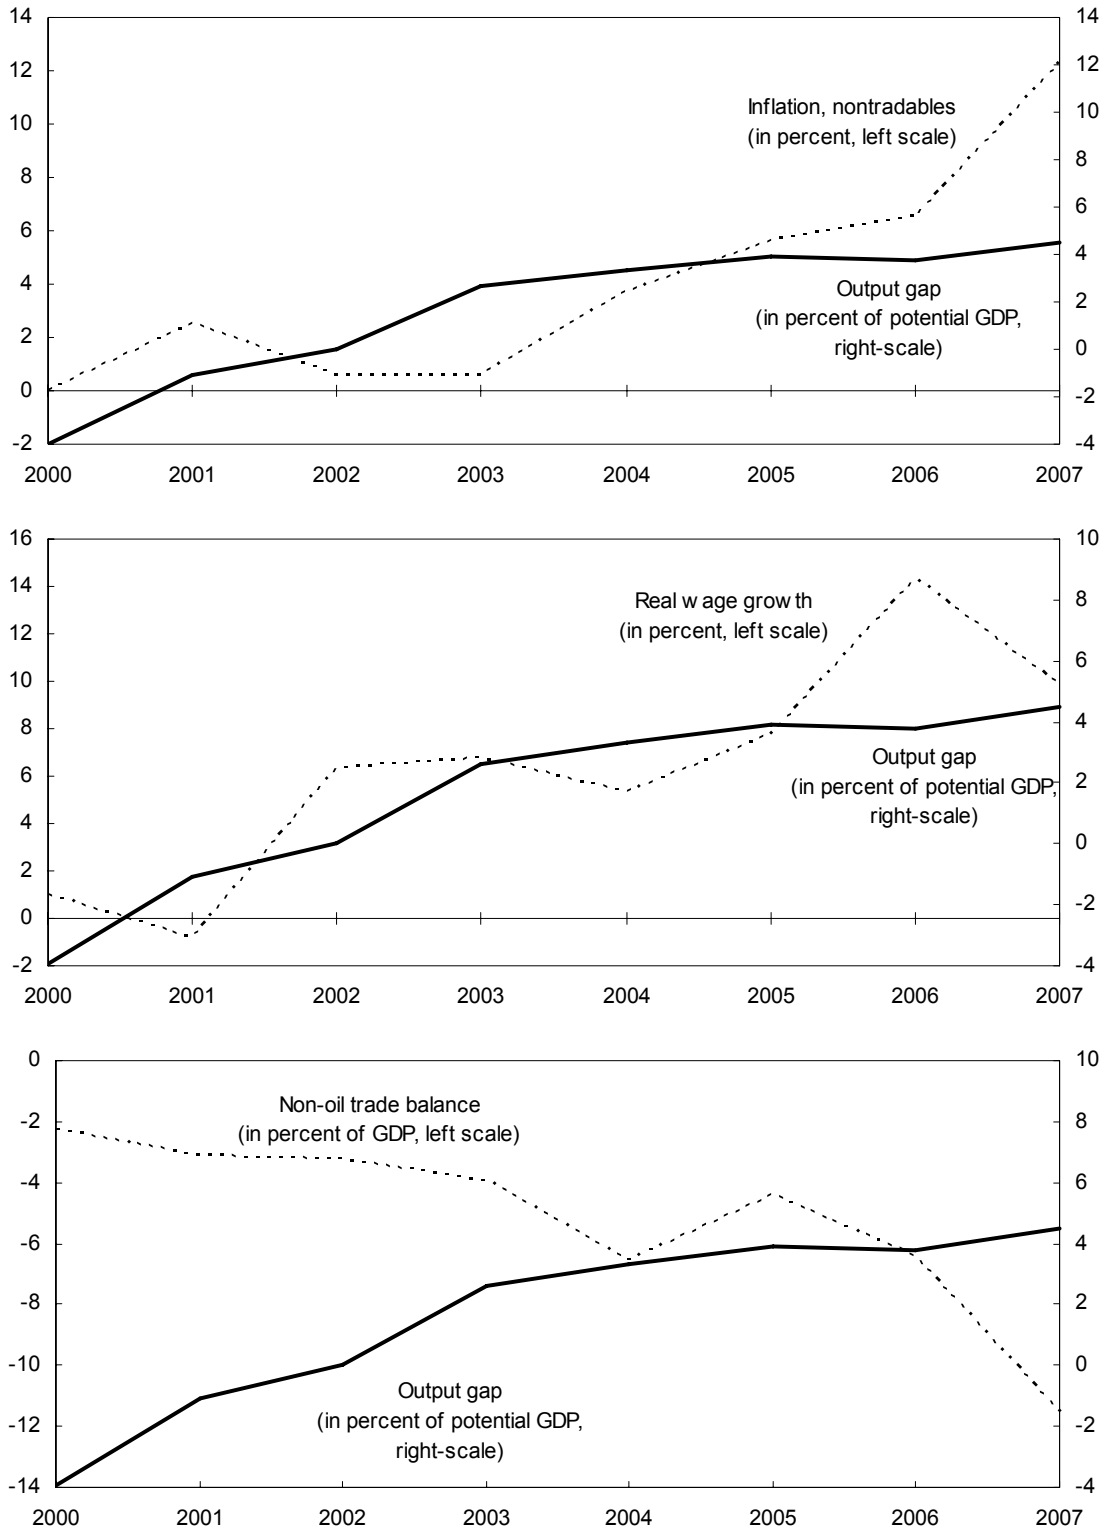 14 14
12 12
Inflation, nontradables
10
(in percent, left scale)
10
8
8
6
6
4
4
Output gap
(in percent of potential GDP,
right-scale)
2
2
0
0
-2
-2 -4
2000 2001 2002 2003 2004 2005 2006 2007
16 10
14
8
Real wage growth
(in percent, left scale)
12
6
10
8
4
Output gap
(in percent of potential GDP,
right-scale)
6
2
4
0
2
-2
0
-2 -4
2000 2001 2002 2003 2004 2005 2006 2007
0 10
Non-oil trade balance
(in percent of GDP, left scale)
-2 8
-4 6
-6 4
-8 2
-10 0
Output gap
(in percent of potential GDP,
right-scale)
-12 -2
-14 -4
2000 2001 2002 2003 2004 2005 2006 2007